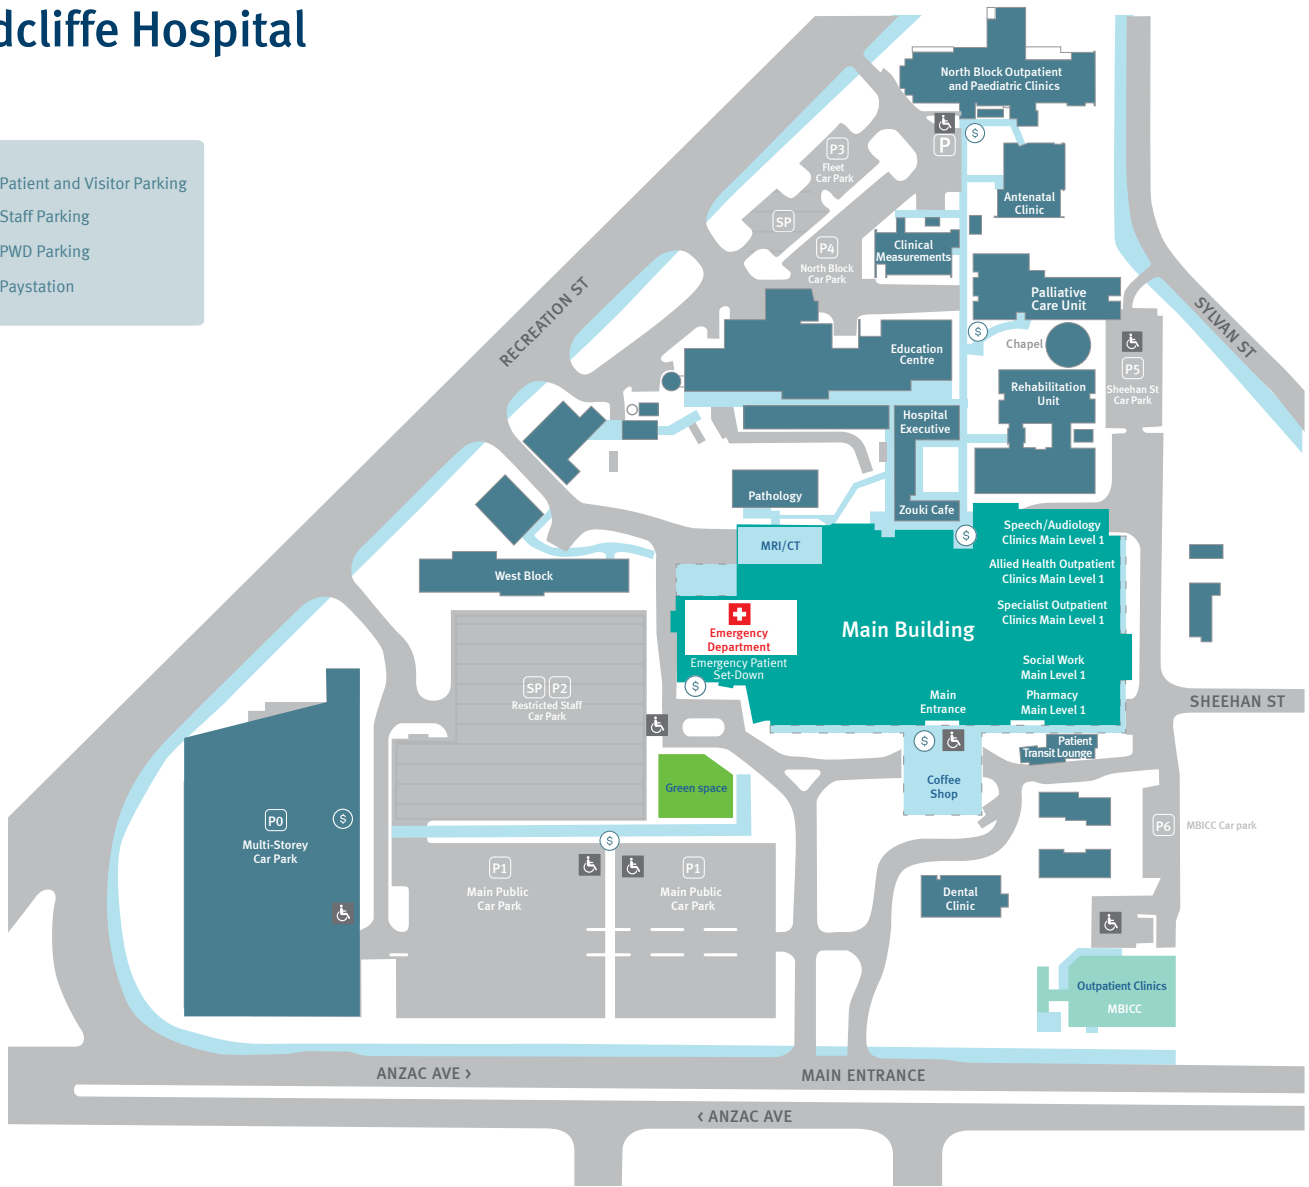 dcliffe Hospital
Patient and Visitor Parking
Staff Parking
PWD Parking
Paystation
North Block Outpatient
and Paediatric Clinics
P
$
P3
Fleet
Car Park
Antenatal
Clinic
SP
P4
North Block
Car Park
Clinical
Measurements
Palliative
Care Unit
RECREATION ST
SYLVAN ST
$
Chapel
Education
Centre
P5
Sheehan St
Car Park
Rehabilitation
Unit
Hospital
Executive
Pathology
Zouki Cafe
$
MRI/CT
Speech/Audiology
Clinics Main Level 1
Allied Health Outpatient
Clinics Main Level 1
West Block
Specialist Outpatient
Clinics Main Level 1
Main Building
Emergency
Department
Emergency Patient
Set-Down
$
Social Work
Main Level 1
SP P2
Restricted Staff
Car Park
Main
Entrance
Pharmacy
Main Level 1
SHEEHAN ST
$
Patient
Transit Lounge
Green space
Coffee
Shop
P0
$
Multi-Storey
Car Park
P6
MBICC Car park
$
P1
Main Public
Car Park
P1
Main Public
Car Park
Dental
Clinic
Outpatient Clinics
MBICC
ANZAC AVE >
MAIN ENTRANCE
< ANZAC AVE